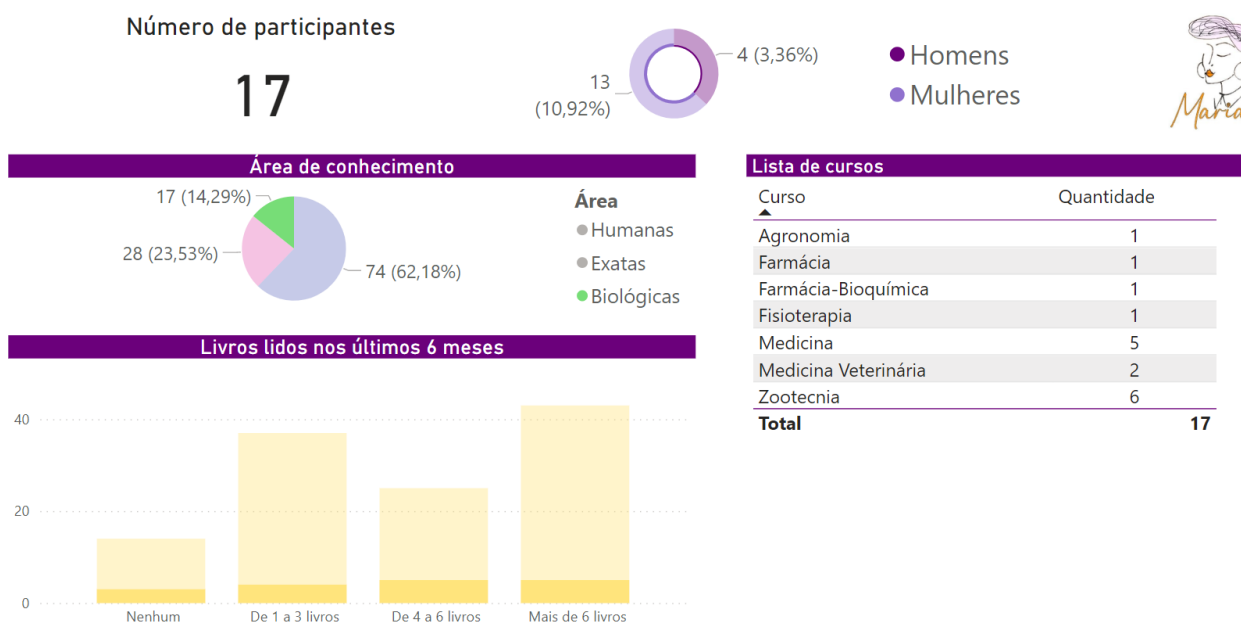 Número de participantes
17
4 (3,36%)
13
(10,92%)
Homens
Mulheres
Maria
Área de conhecimento
17 (14,29%)
28 (23,53%)
74 (62,18%)
Área
Humanas
Exatas
Biológicas
Lista de cursos
Curso Quantidade
Agronomia 1
Farmácia 1
Farmácia-Bioquímica 1
Fisioterapia 1
Medicina 5
Medicina Veterinária 2
Zootecnia 6
Total 17
Livros lidos nos últimos 6 meses
40
20
0
Nenhum De 1 a 3 livros De 4 a 6 livros Mais de 6 livros